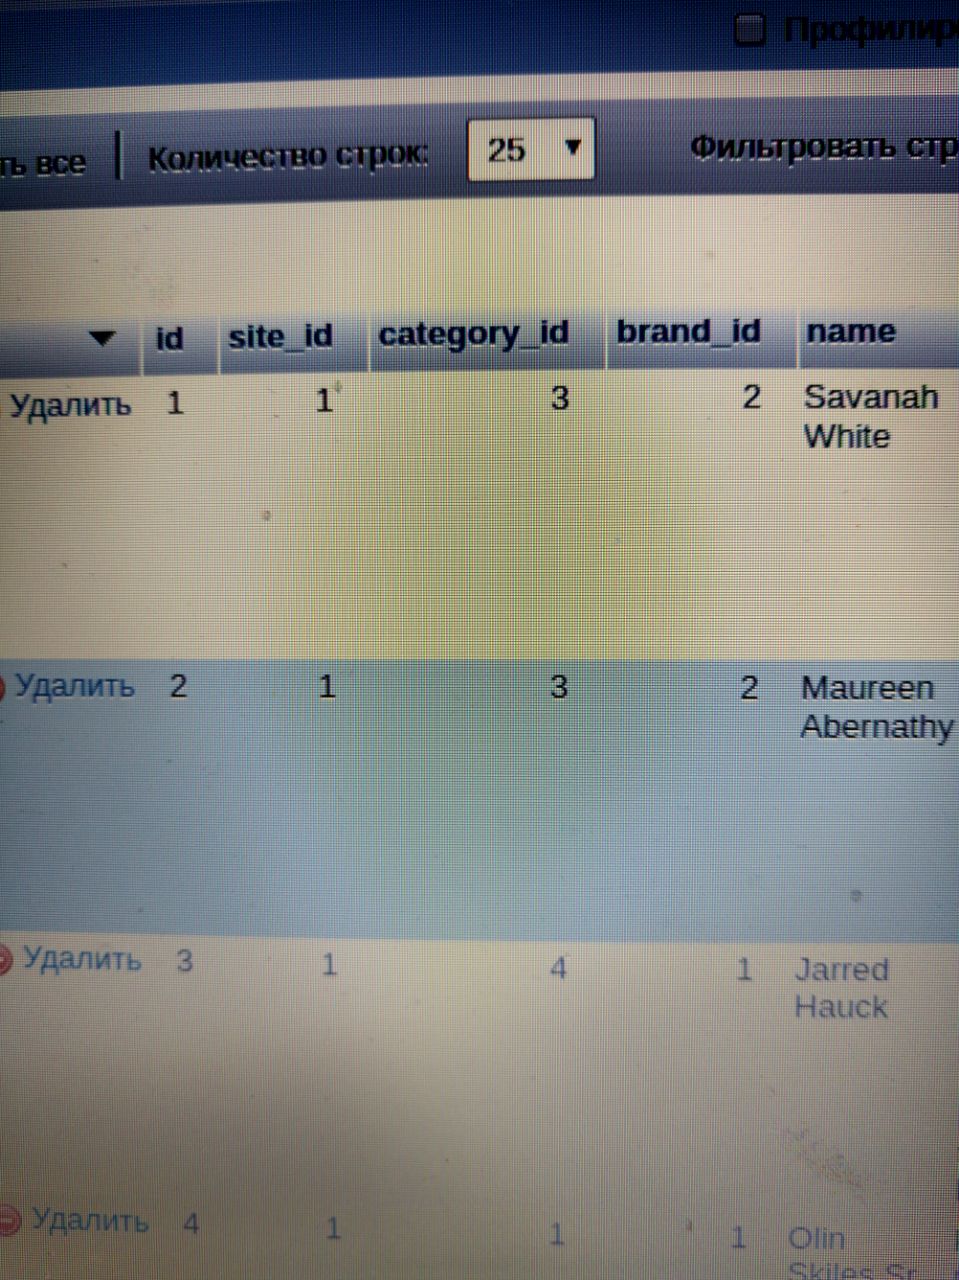 ть все | Количество строк: 25 Фильтровать стр
id site_id category_id brand_id name
Удалить 1 1 3 2 Savanah
White
Удалить 2 1 3 2 Maureen
Abernathy
Удалить 3 1 4 1 Jarred
Hauck
Удалить 4 1 1 1 Olin
Skiles Sr